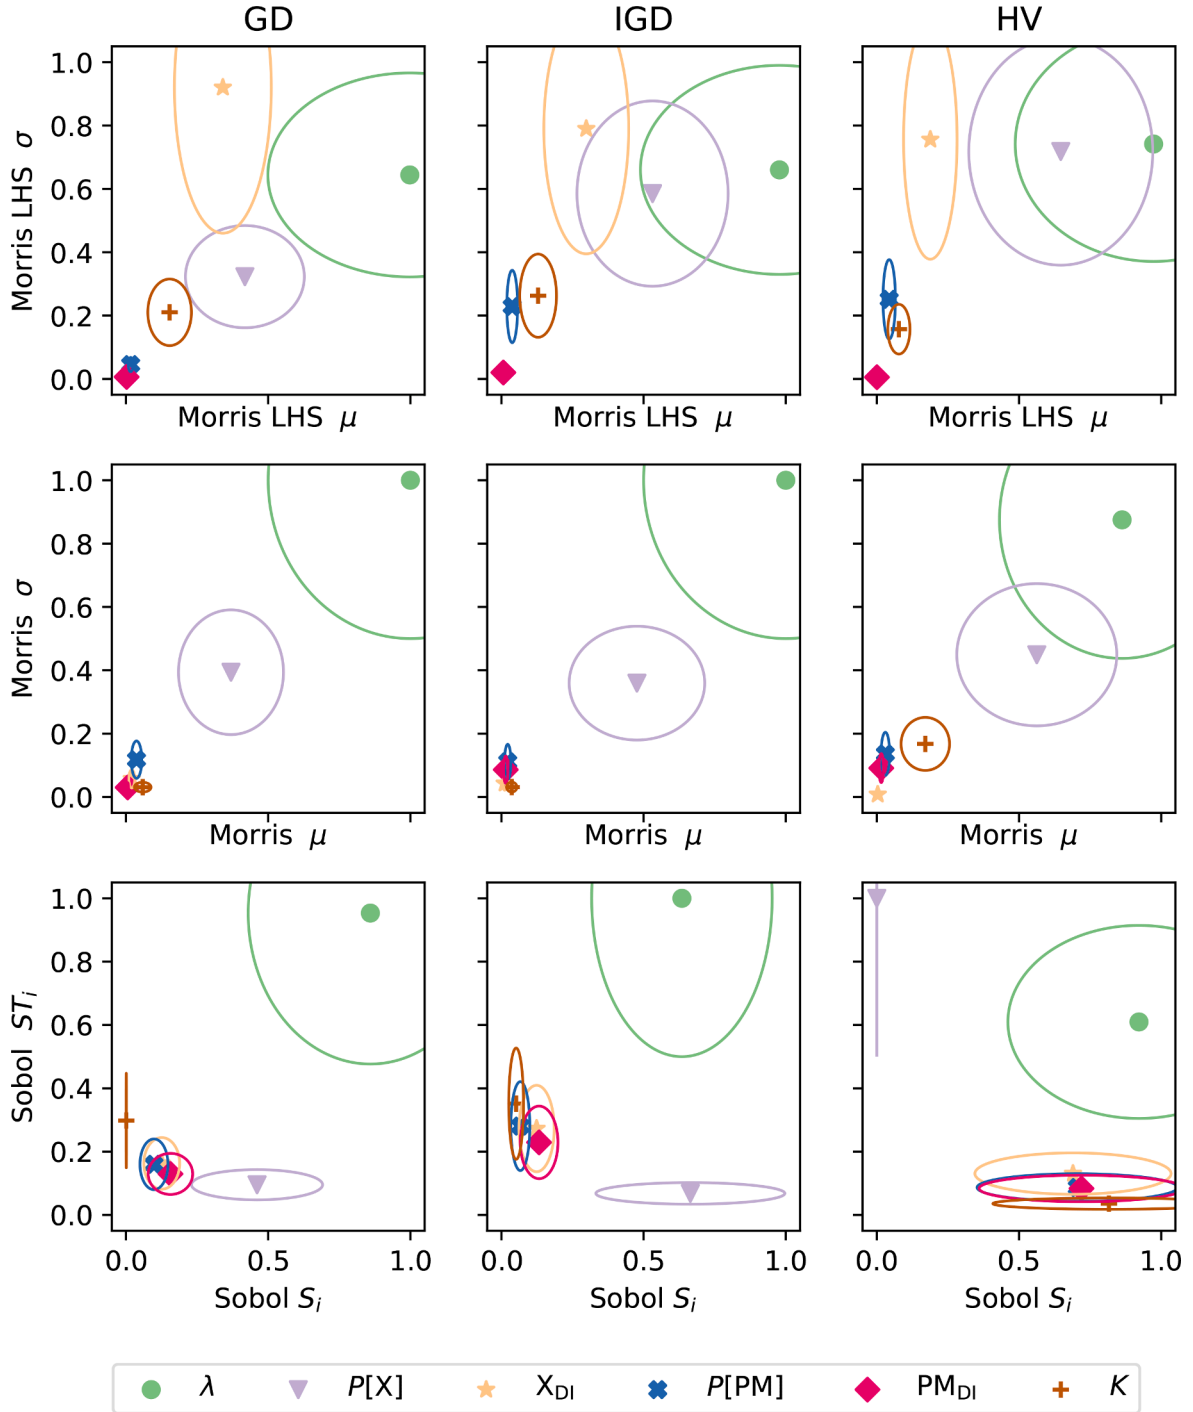 GD IGD HV
1.0
0.8
0.6
0.4
0.2
0.0
Morris LHS σ
Morris LHS μ Morris LHS μ Morris LHS μ
1.0
0.8
0.6
0.4
0.2
0.0
Morris σ
Morris μ Morris μ Morris μ
1.0
0.8
0.6
0.4
0.2
0.0
Sobol STᵢ
0.0 0.5 1.0 0.0 0.5 1.0 0.0 0.5 1.0
Sobol Sᵢ Sobol Sᵢ Sobol Sᵢ
λ P[X] X_DI P[PM] PM_DI K